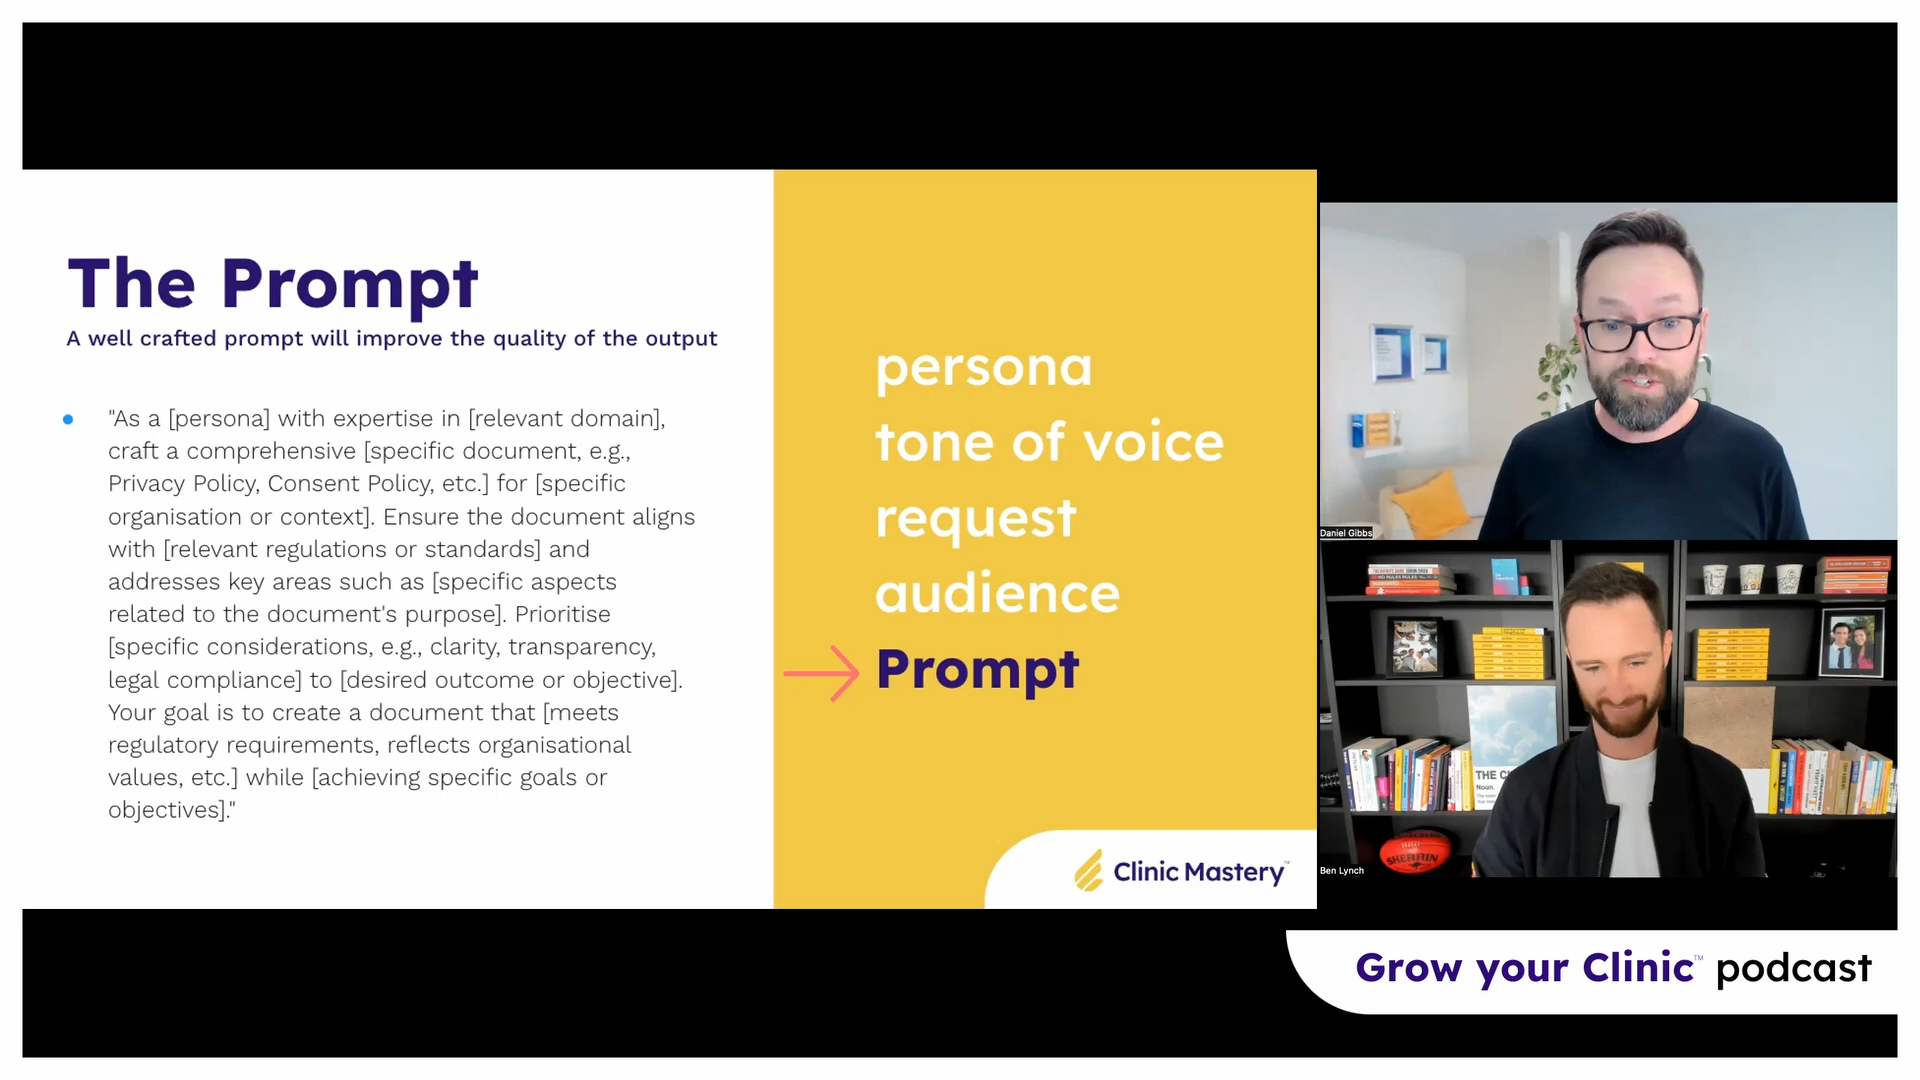 The Prompt
A well crafted prompt will improve the quality of the output
"As a [persona] with expertise in [relevant domain],
craft a comprehensive [specific document, e.g.,
Privacy Policy, Consent Policy, etc.] for [specific
organisation or context]. Ensure the document aligns
with [relevant regulations or standards] and
addresses key areas such as [specific aspects
related to the document's purpose]. Prioritise
[specific considerations, e.g., clarity, transparency,
legal compliance] to [desired outcome or objective].
Your goal is to create a document that [meets
regulatory requirements, reflects organisational
values, etc.] while [achieving specific goals or
objectives]."
persona
tone of voice
request
audience
Prompt
Clinic Mastery™
Daniel Gibbs
THE
Noun.
SHERRIN
Ben Lynch
Grow your Clinic™ podcast